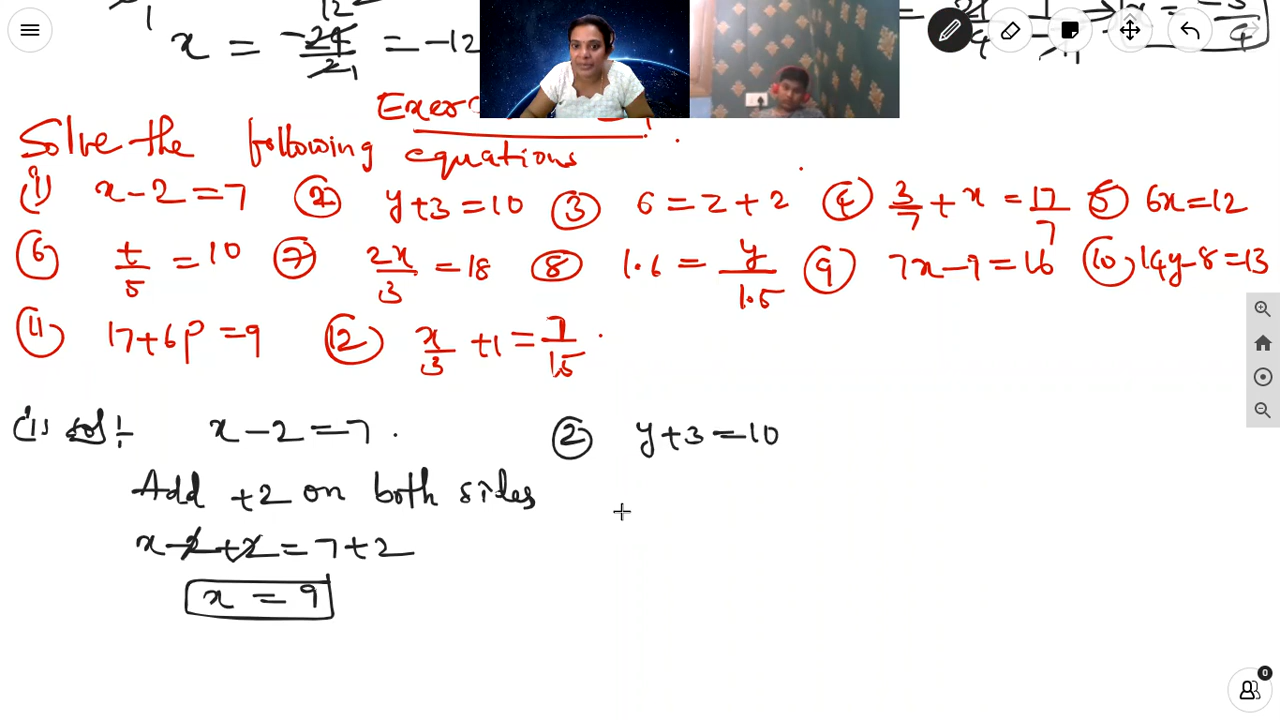 x = -24/21 = -12
Exer
Solve the following equations
(1) x-2=7 (2) y+3=10 (3) 6=z+2 (4) 3/7+x=17/7 (5) 6x=12
(6) t/5=10 (7) 2x/3=18 (8) 1.6=y/1.5 (9) 7x-9=16 (10) 14y-8=13
(11) 17+6p=9 (12) x/3+1=7/15.
(1) sol:- x-2=7. (2) y+3=10
Add +2 on both sides
x-2+2=7+2
x = 9
0